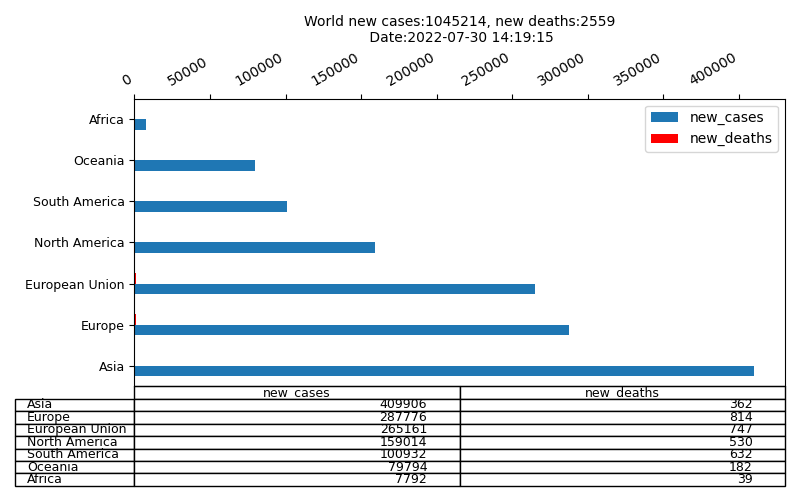 World new cases:1045214, new deaths:2559
Date:2022-07-30 14:19:15
0 50000 100000 150000 200000 250000 300000 350000 400000
new_cases
new_deaths
Africa
Oceania
South America
North America
European Union
Europe
Asia
new_cases new_deaths
Asia 409906 362
Europe 287776 814
European Union 265161 747
North America 159014 530
South America 100932 632
Oceania 79794 182
Africa 7792 39